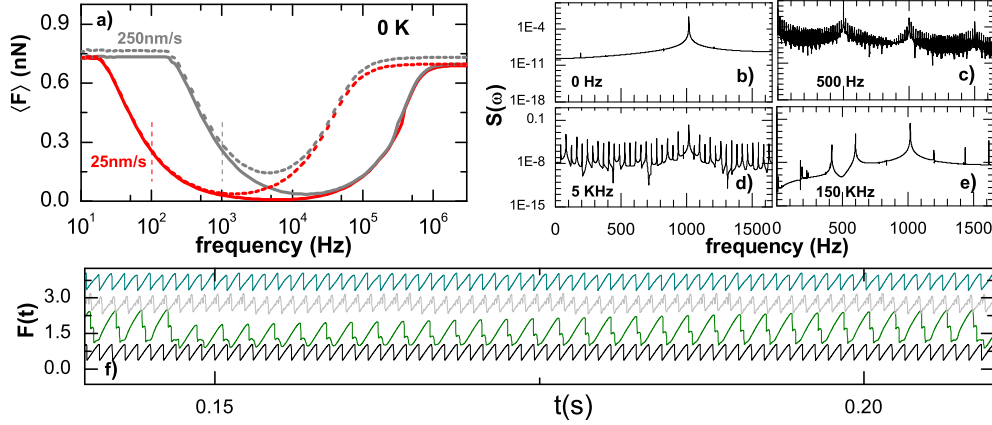 a)
0 K
250nm/s
25nm/s
⟨F⟩ (nN)
0.9
0.6
0.3
0.0
10¹ 10² 10³ 10⁴ 10⁵ 10⁶
frequency (Hz)
S(ω)
1E-4
1E-11
1E-18
0 Hz
b)
500 Hz
c)
0.1
1E-8
1E-15
5 KHz
d)
150 KHz
e)
0 500 1000 15000 500 1000 1500
frequency (Hz)
F(t)
3.0
1.5
0.0
f)
0.15 0.20
t(s)